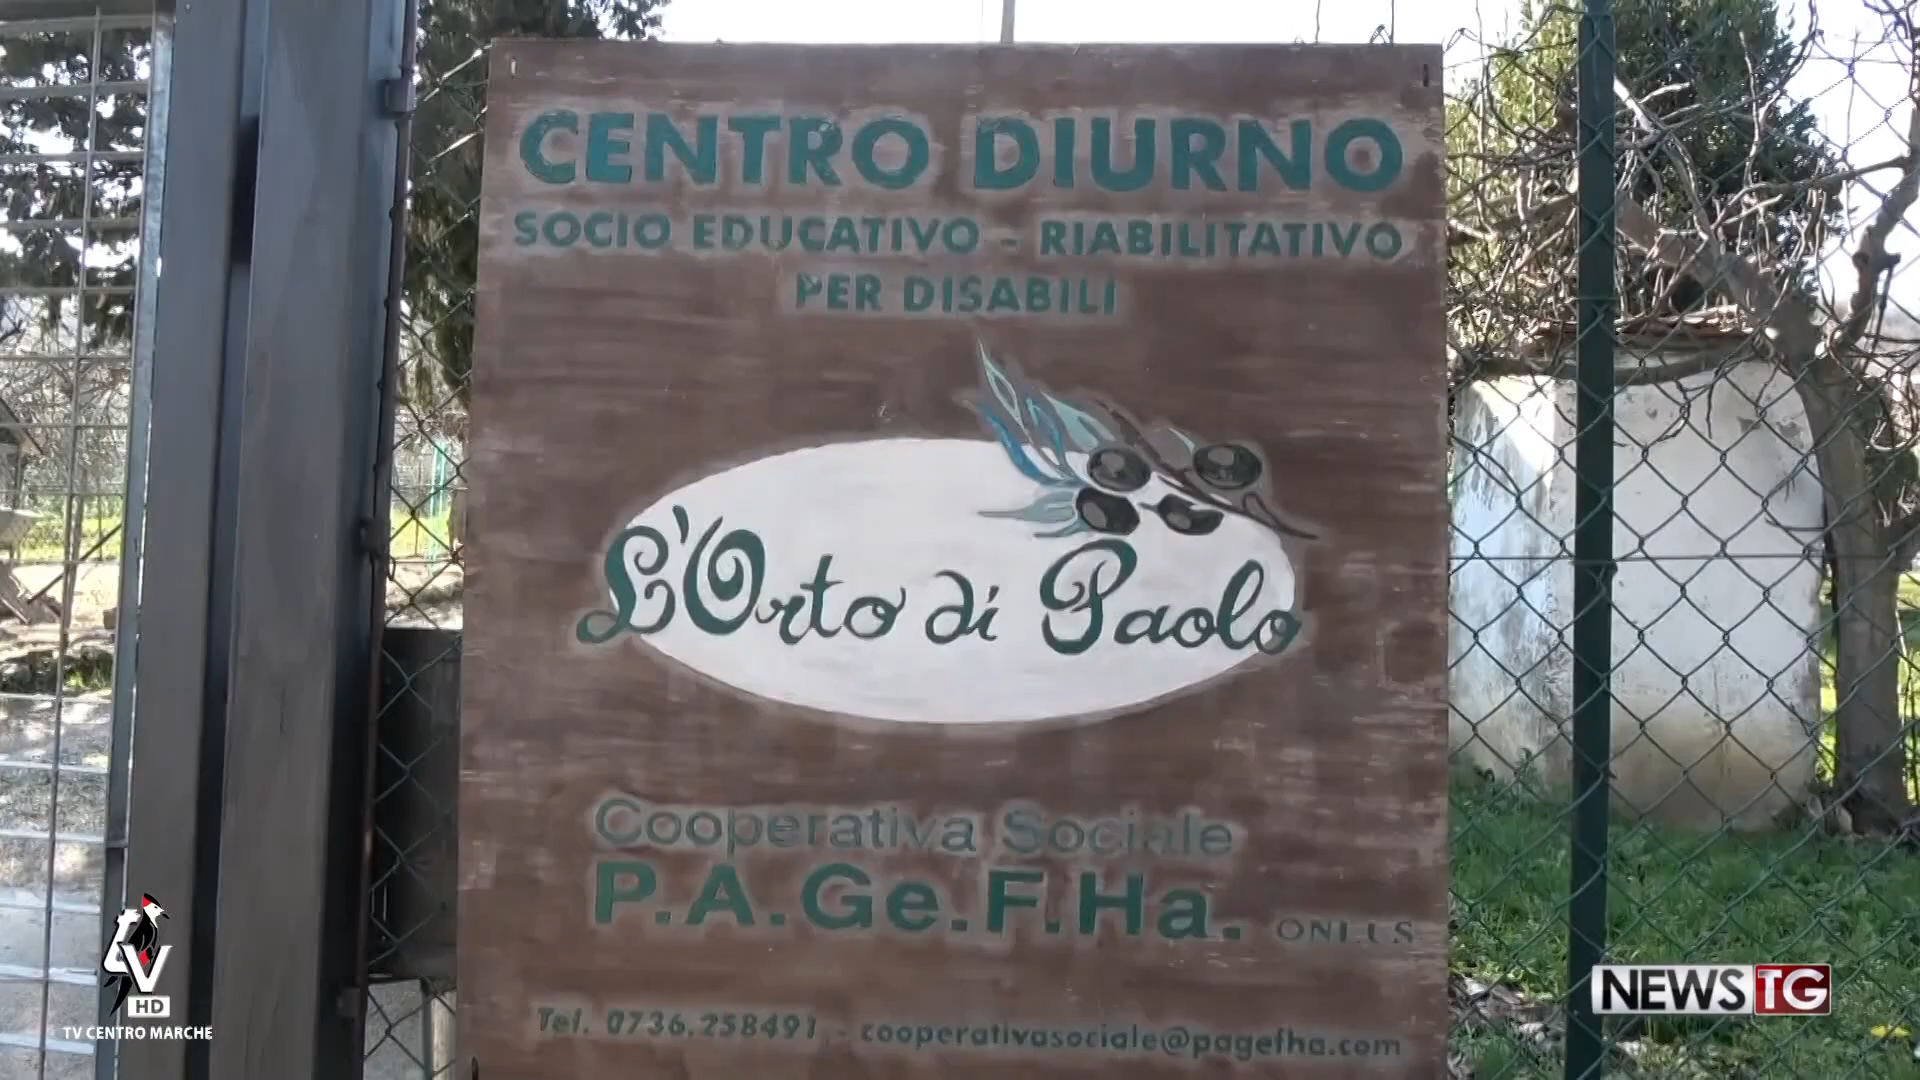 CENTRO DIURNO
SOCIO EDUCATIVO - RIABILITATIVO
PER DISABILI
L'Orto di Paolo
Cooperativa Sociale
P.A.Ge.F.Ha. ONLUS
Tel. 0736.258491 - cooperativasociale@pagefha.com
V
HD
TV CENTRO MARCHE
NEWS TG